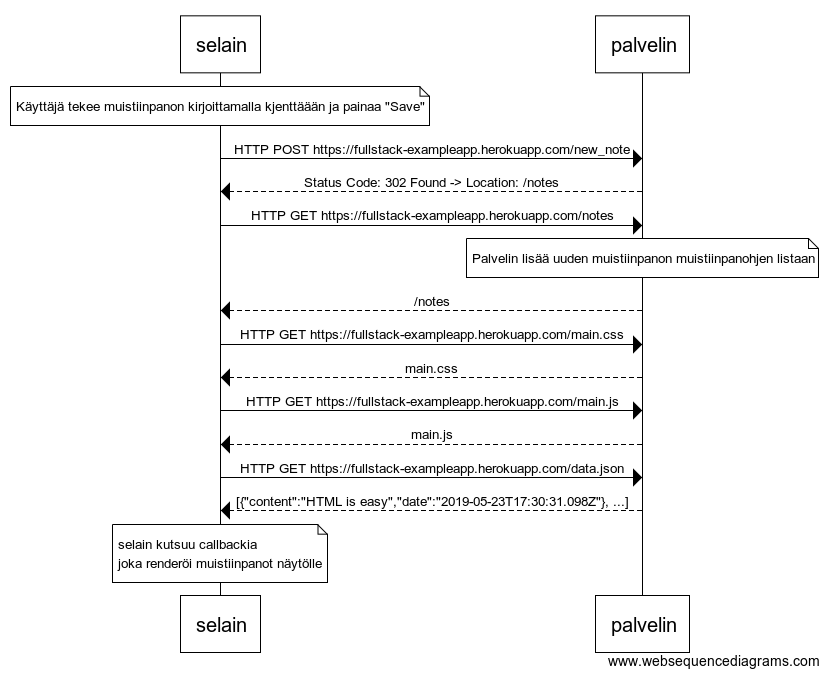 selain
palvelin
Käyttäjä tekee muistiinpanon kirjoittamalla kjenttäään ja painaa "Save"
HTTP POST https://fullstack-exampleapp.herokuapp.com/new_note
Status Code: 302 Found -> Location: /notes
HTTP GET https://fullstack-exampleapp.herokuapp.com/notes
Palvelin lisää uuden muistiinpanon muistiinpanohjen listaan
/notes
HTTP GET https://fullstack-exampleapp.herokuapp.com/main.css
main.css
HTTP GET https://fullstack-exampleapp.herokuapp.com/main.js
main.js
HTTP GET https://fullstack-exampleapp.herokuapp.com/data.json
[{"content":"HTML is easy","date":"2019-05-23T17:30:31.098Z"}, ...]
selain kutsuu callbackia
joka renderöi muistiinpanot näytölle
selain
palvelin
www.websequencediagrams.com